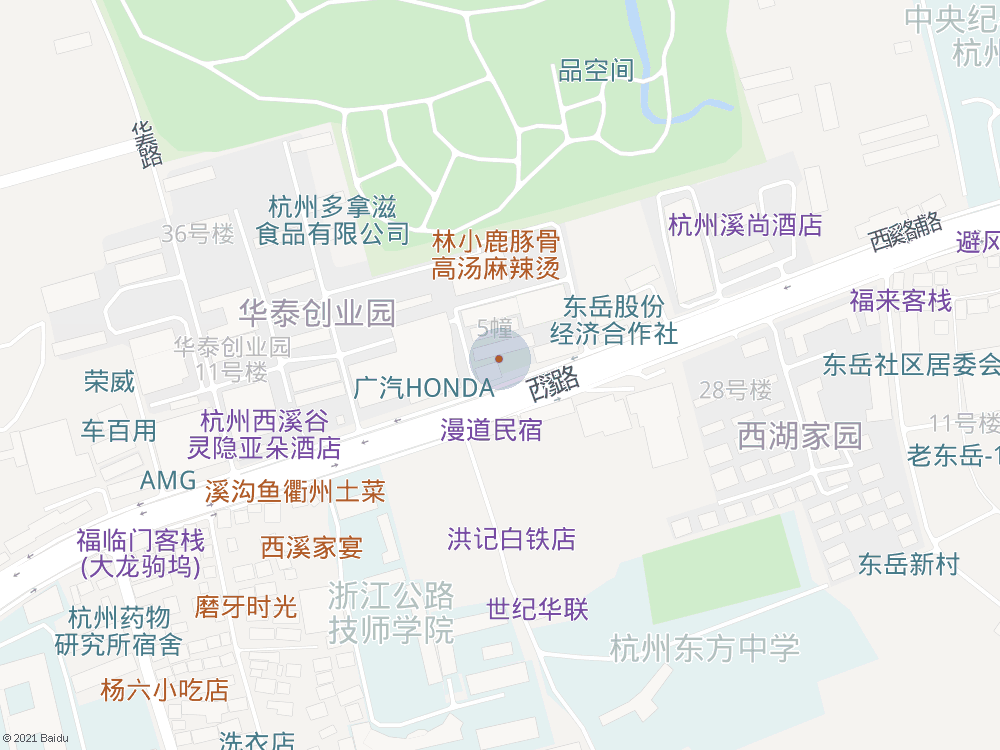 中央纪
杭州
品空间
华泰路
杭州多拿滋
食品有限公司
36号楼
林小鹿豚骨
高汤麻辣烫
杭州溪尚酒店
西溪路
避风
福来客栈
华泰创业园
5幢
东岳股份
经济合作社
华泰创业园
11号楼
荣威
广汽HONDA
西溪路
28号楼
东岳社区居委会
车百用
杭州西溪谷
灵隐亚朵酒店
漫道民宿
西湖家园
11号楼
老东岳-1
AMG
溪沟鱼衢州土菜
福临门客栈
(大龙驹坞)
西溪家宴
洪记白铁店
东岳新村
杭州药物
研究所宿舍
磨牙时光
浙江公路
技师学院
世纪华联
杭州东方中学
杨六小吃店
洗衣店
© 2021 Baidu